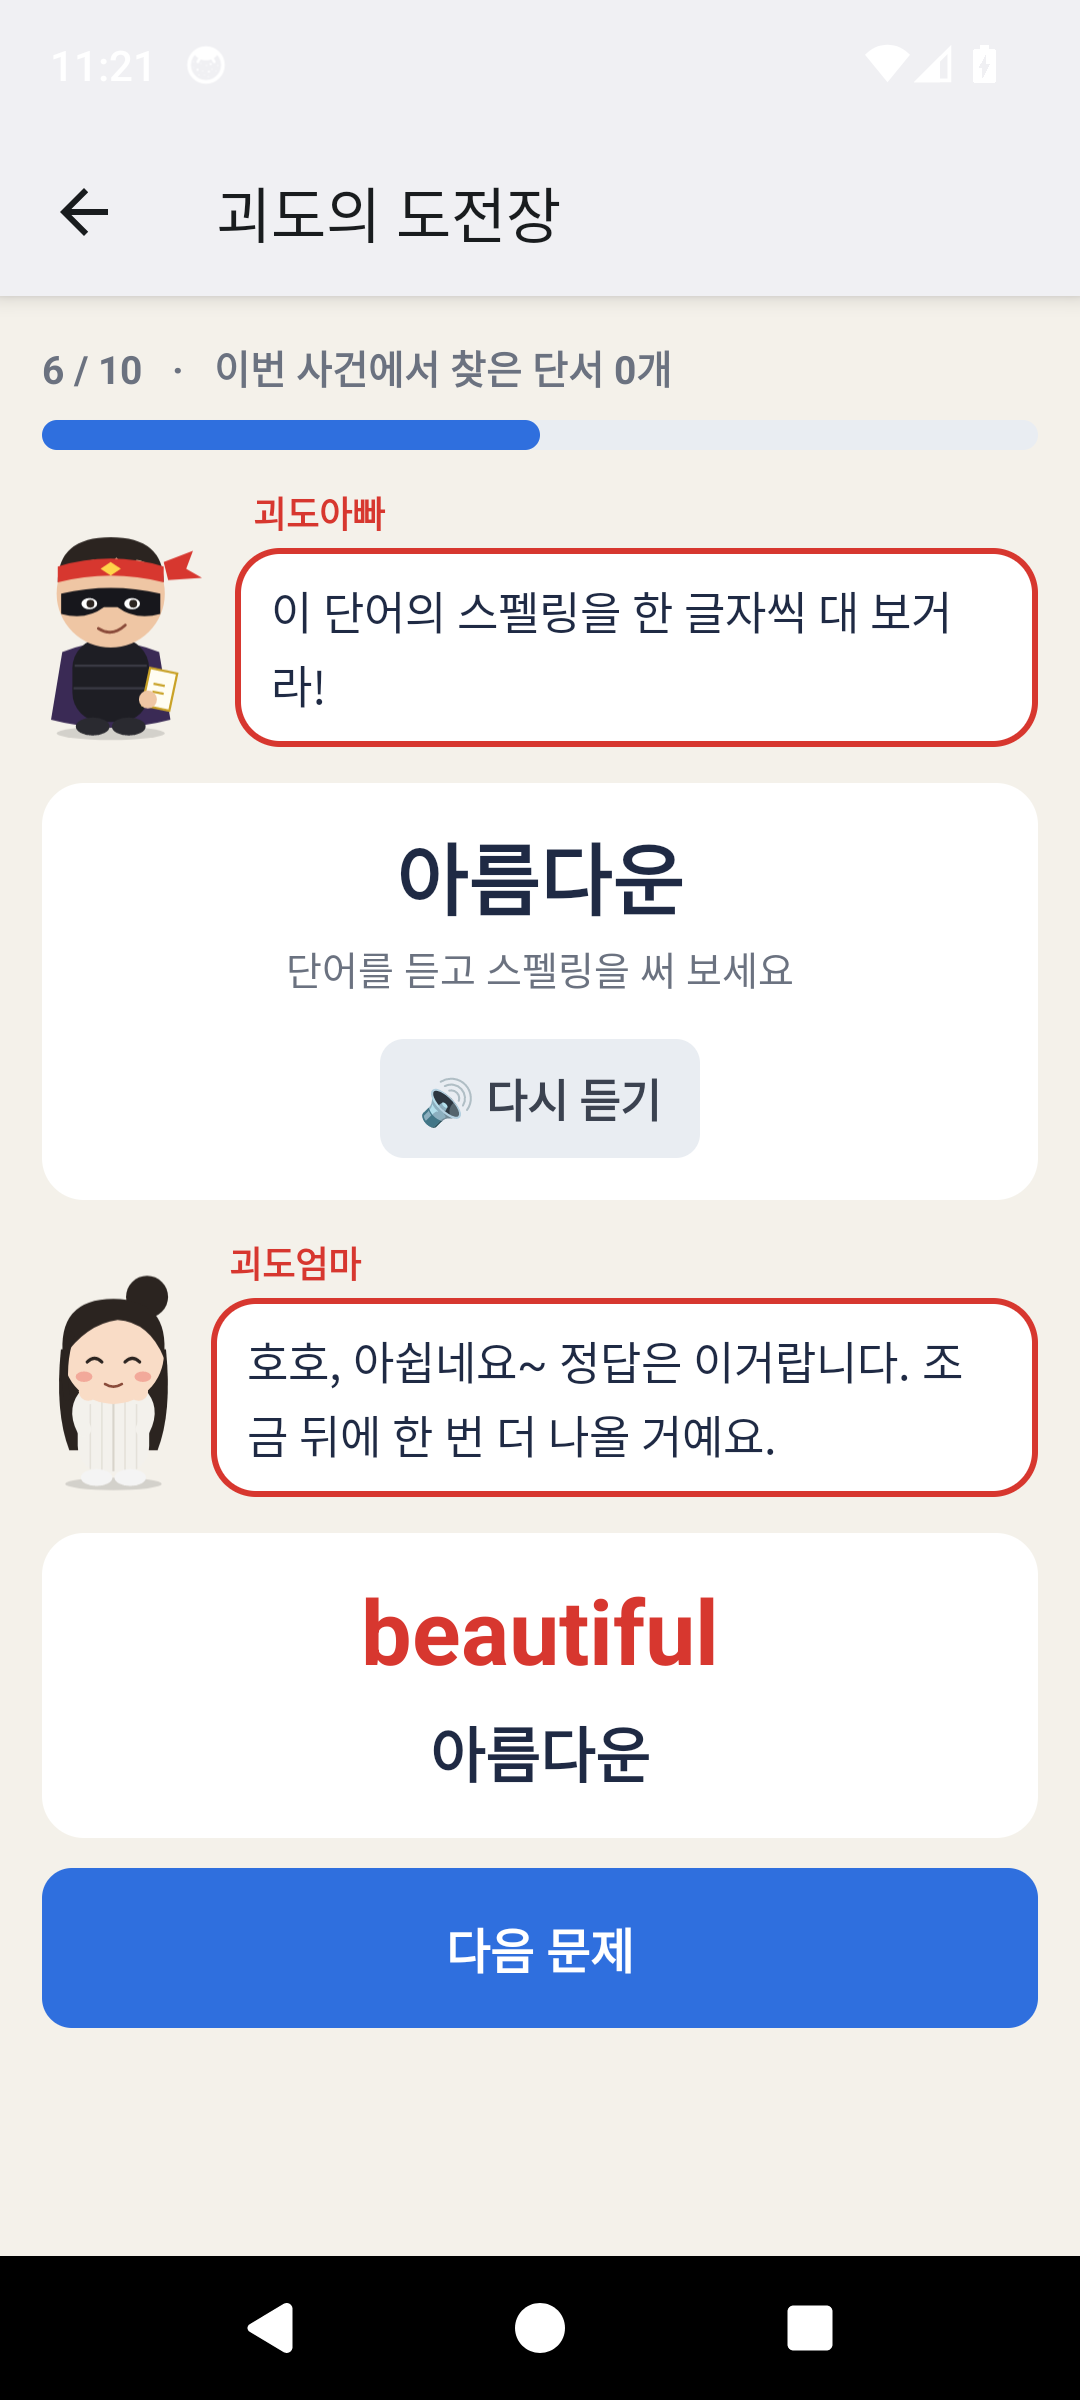 11:21
괴도의 도전장
6 / 10 · 이번 사건에서 찾은 단서 0개
괴도아빠
이 단어의 스펠링을 한 글자씩 대 보거
라!
아름다운
단어를 듣고 스펠링을 써 보세요
🔊 다시 듣기
괴도엄마
호호, 아쉽네요~ 정답은 이거랍니다. 조
금 뒤에 한 번 더 나올 거예요.
beautiful
아름다운
다음 문제